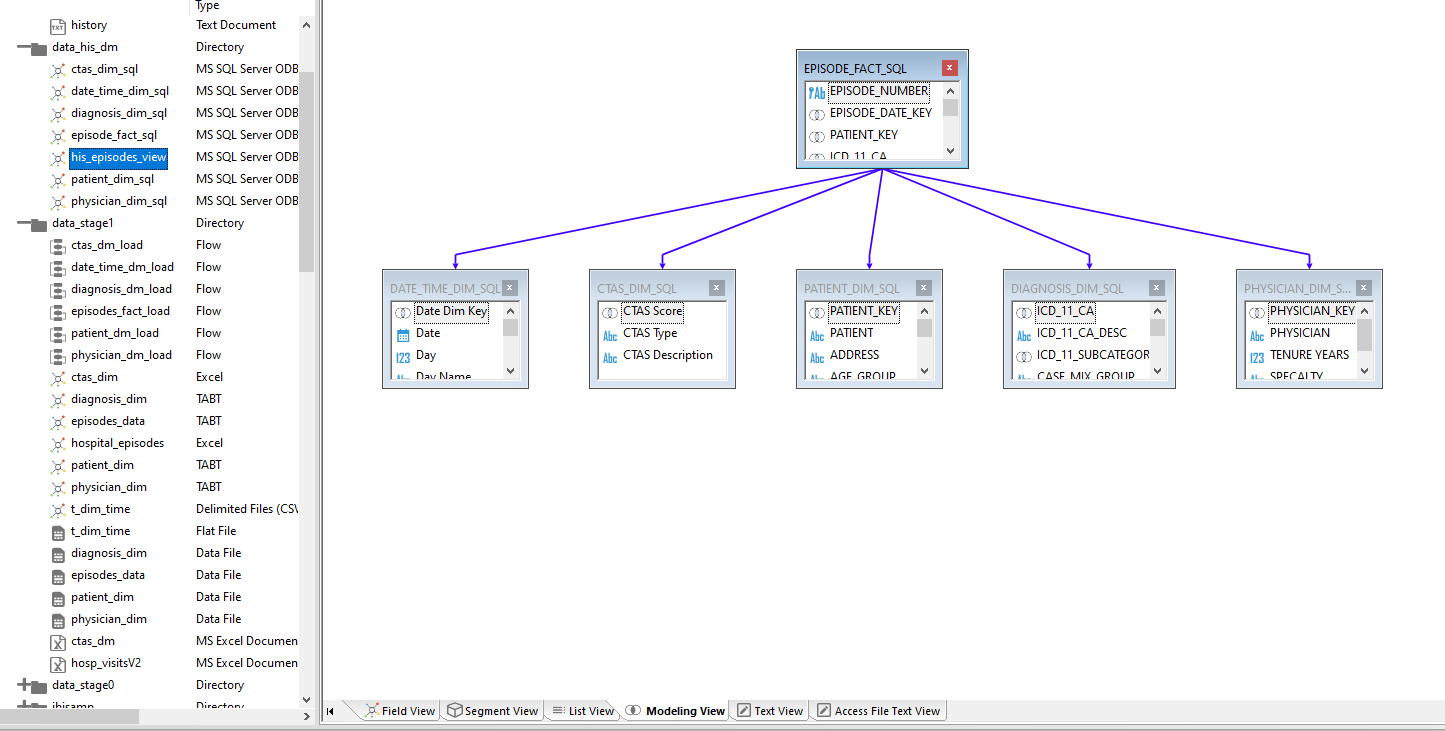 Type
history Text Document
data_his_dm Directory
ctas_dim_sql MS SQL Server ODB
date_time_dim_sql MS SQL Server ODB
diagnosis_dim_sql MS SQL Server ODB
episode_fact_sql MS SQL Server ODB
his_episodes_view MS SQL Server ODB
patient_dim_sql MS SQL Server ODB
physician_dim_sql MS SQL Server ODB
data_stage1 Directory
ctas_dm_load Flow
date_time_dm_load Flow
diagnosis_dm_load Flow
episodes_fact_load Flow
patient_dm_load Flow
physician_dm_load Flow
ctas_dim Excel
diagnosis_dim TABT
episodes_data TABT
hospital_episodes Excel
patient_dim TABT
physician_dim TABT
t_dim_time Delimited Files (CSV
t_dim_time Flat File
diagnosis_dim Data File
episodes_data Data File
patient_dim Data File
physician_dim Data File
ctas_dm MS Excel Documen
hosp_visitsV2 MS Excel Documen
data_stage0 Directory
ibisamp Directory
EPISODE_FACT_SQL
EPISODE_NUMBER
EPISODE_DATE_KEY
PATIENT_KEY
ICD_11_CA
DATE_TIME_DIM_SQL
Date Dim Key
Date
Day
Day Name
CTAS_DIM_SQL
CTAS Score
CTAS Type
CTAS Description
PATIENT_DIM_SQL
PATIENT_KEY
PATIENT
ADDRESS
AGE_GROUP
DIAGNOSIS_DIM_SQL
ICD_11_CA
ICD_11_CA_DESC
ICD_11_SUBCATEGOR
CASE_MIX_GROUP
PHYSICIAN_DIM_S...
PHYSICIAN_KEY
PHYSICIAN
TENURE YEARS
SPECALTY
Field View Segment View List View Modeling View Text View Access File Text View